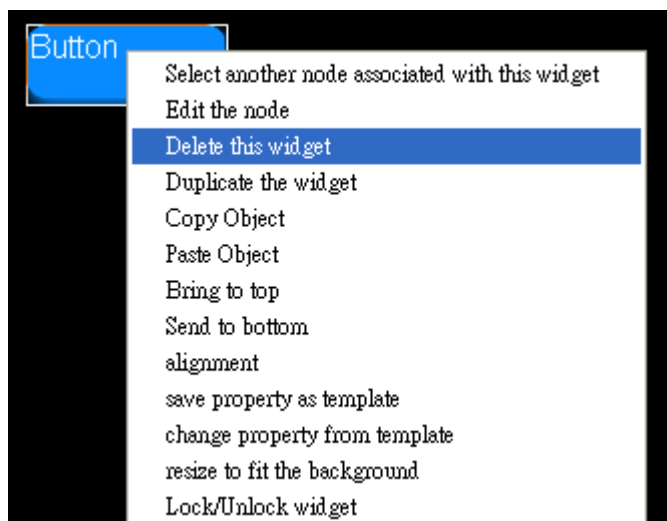 Button
Select another node associated with this widget
Edit the node
Delete this widget
Duplicate the widget
Copy Object
Paste Object
Bring to top
Send to bottom
alignment
save property as template
change property from template
resize to fit the background
Lock/Unlock widget